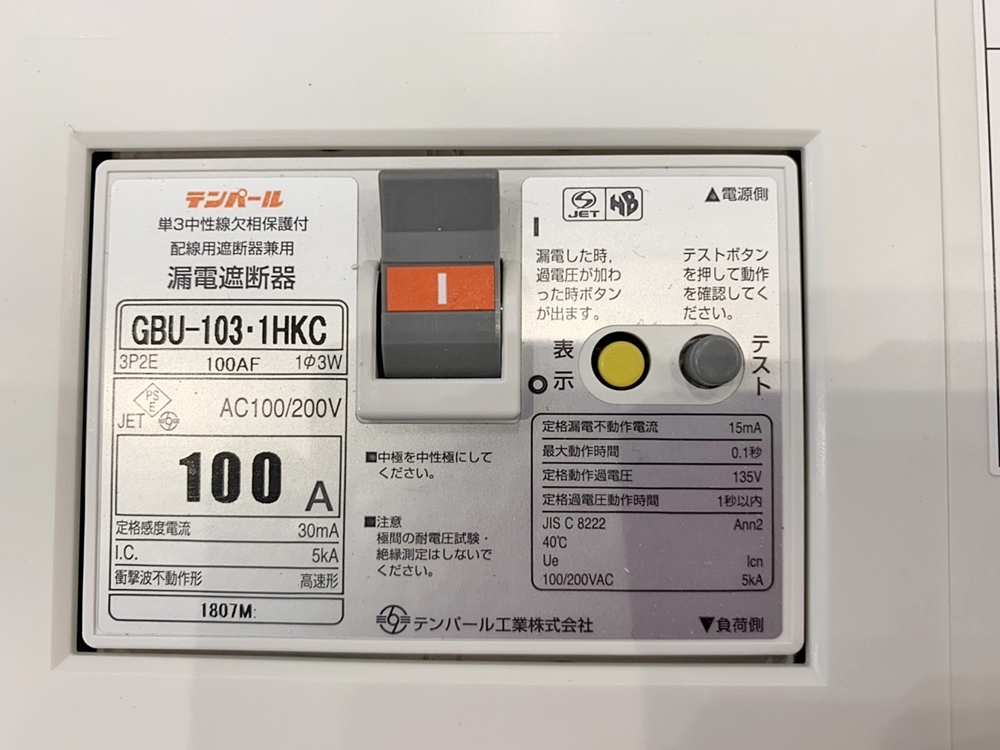 テンパール
単3中性線欠相保護付
配線用遮断器兼用
漏電遮断器
GBU-103・1HKC
3P2E 100AF 1φ3W
PS
E
JET
AC100/200V
100 A
定格感度電流 30mA
I.C. 5kA
衝撃波不動作形 高速形
1807M
I
■中極を中性極にして
ください。
■注意
極間の耐電圧試験・
絶縁測定はしないで
ください。
テンパール工業株式会社
JET
HB
▲電源側
I
漏電した時,
過電圧が加わ
った時ボタン
が出ます。
テストボタン
を押して動作
を確認してく
ださい。
表示
テスト
定格漏電不動作電流 15mA
最大動作時間 0.1秒
定格動作過電圧 135V
定格過電圧動作時間 1秒以内
JIS C 8222 Ann2
40℃
Ue Icn
100/200VAC 5kA
▼負荷側